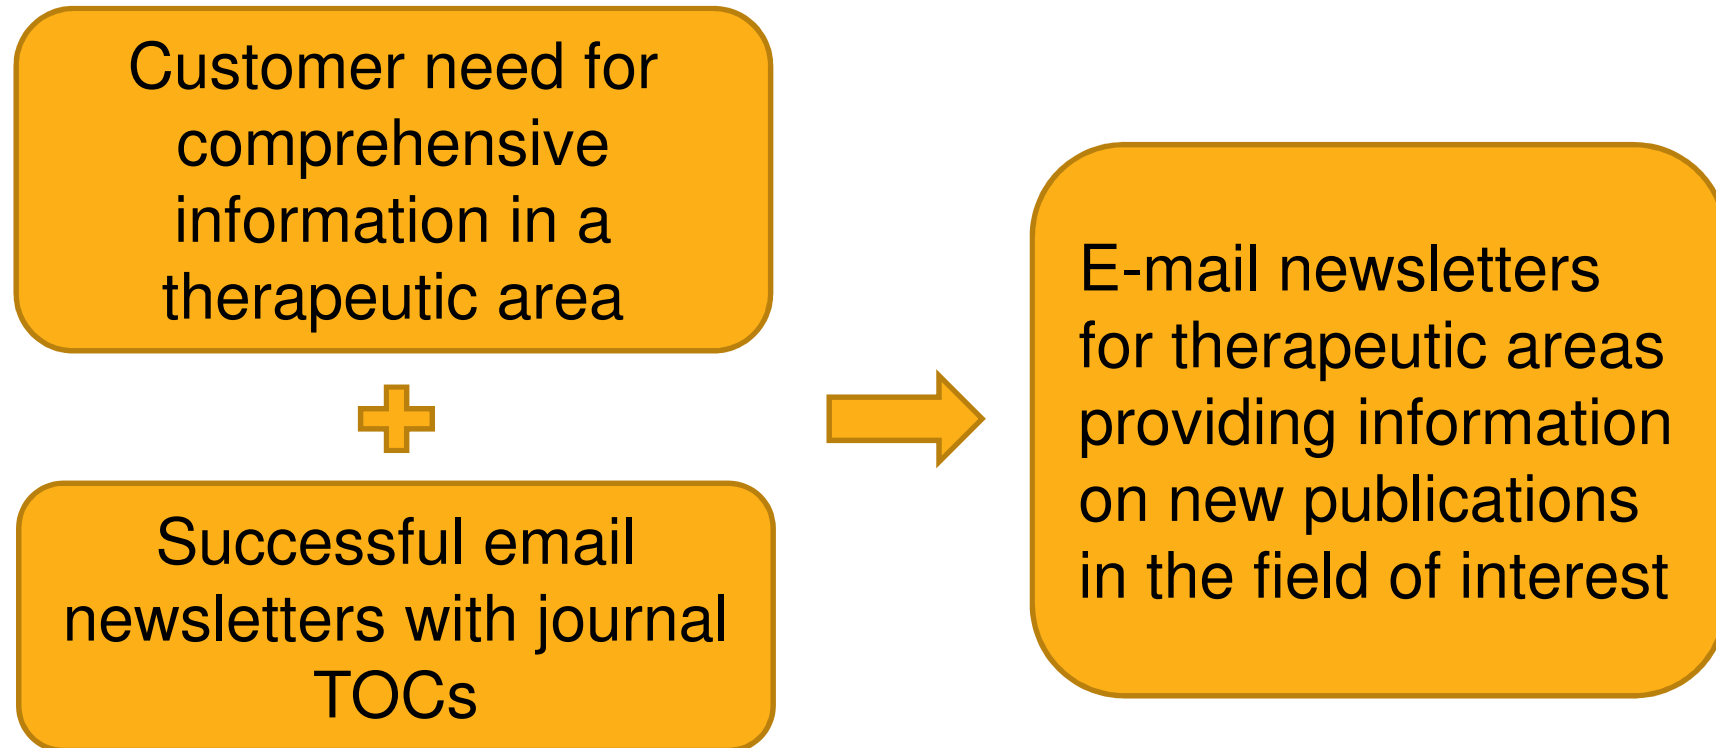 Customer need for
comprehensive
information in a
therapeutic area
Successful email
newsletters with journal
TOCs
E-mail newsletters
for therapeutic areas
providing information
on new publications
in the field of interest